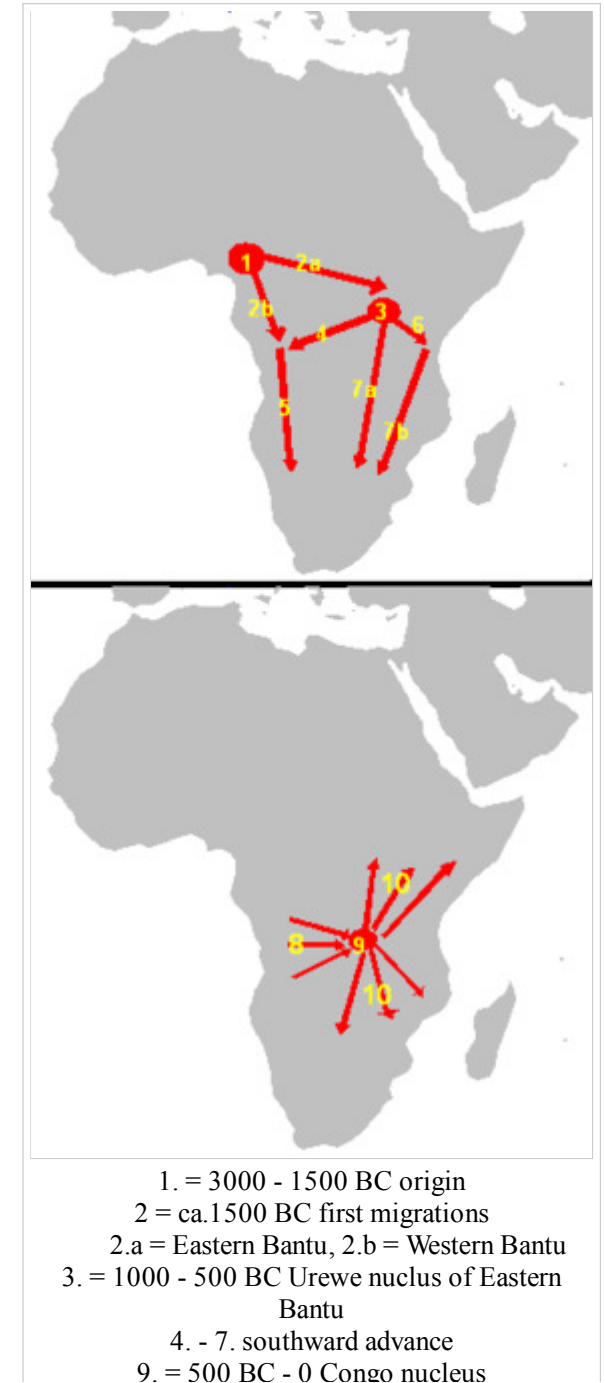 1
2a
2b
3
6
4
7a
5
7b
10
8
9
10
1. = 3000 - 1500 BC origin
2 = ca.1500 BC first migrations
2.a = Eastern Bantu, 2.b = Western Bantu
3. = 1000 - 500 BC Urewe nuclus of Eastern
Bantu
4. - 7. southward advance
9. = 500 BC - 0 Congo nucleus